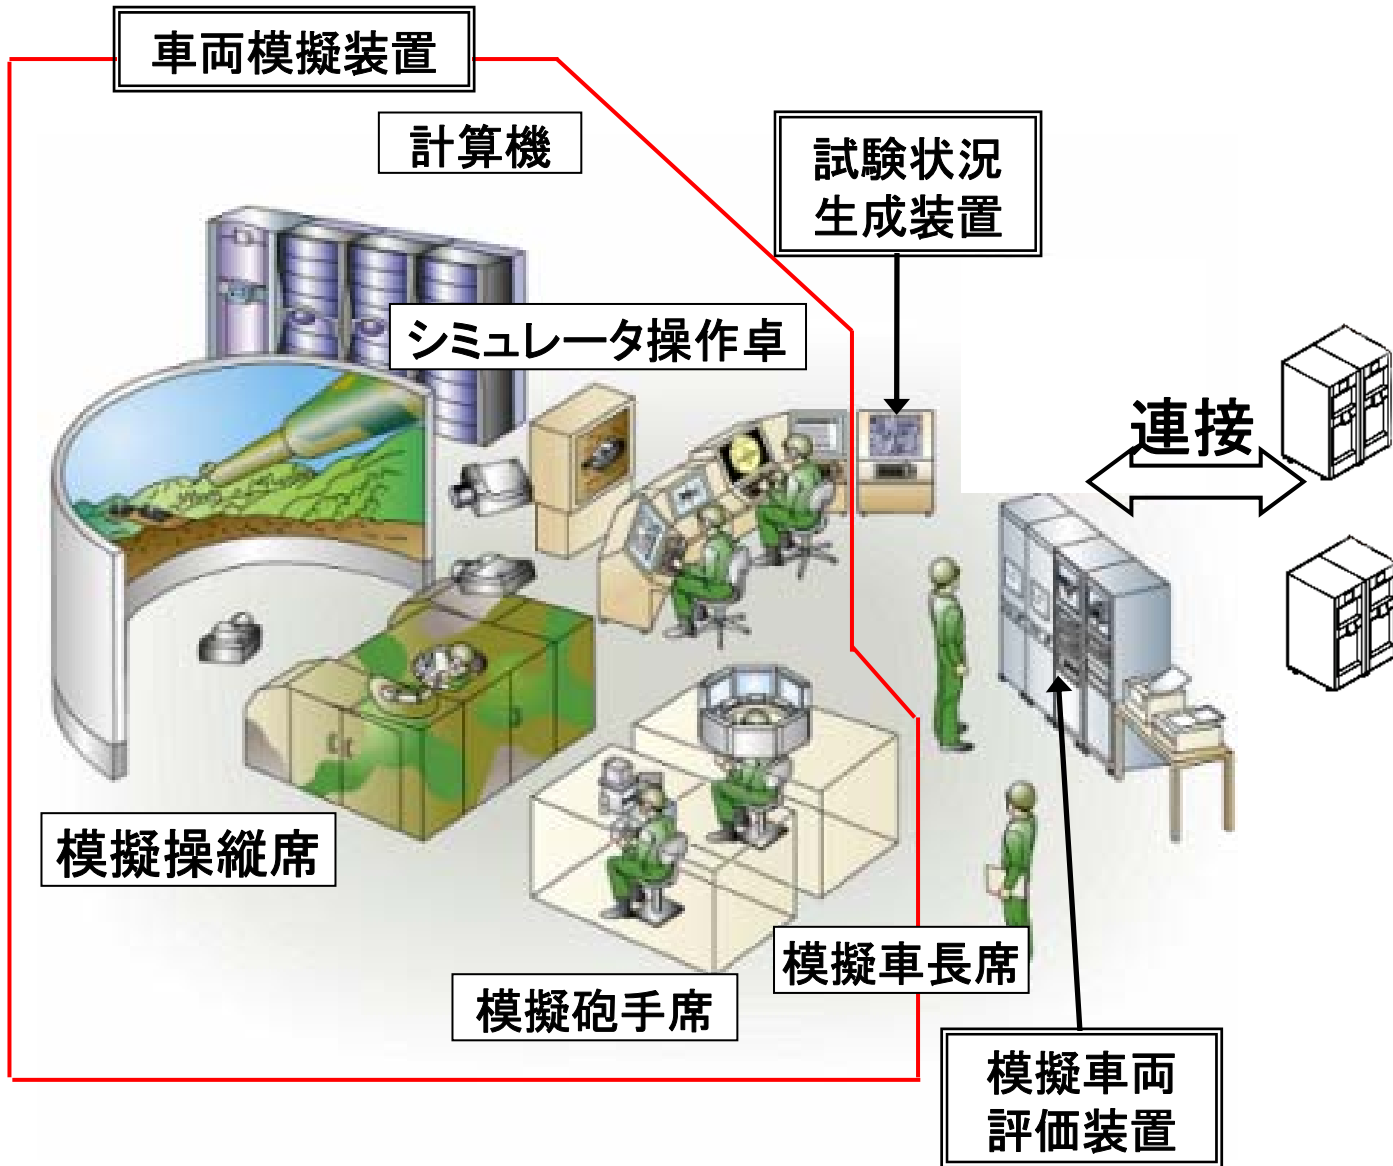 車両模擬装置
計算機
試験状況
生成装置
シミュレータ操作卓
連接
模擬操縦席
模擬車長席
模擬砲手席
模擬車両
評価装置